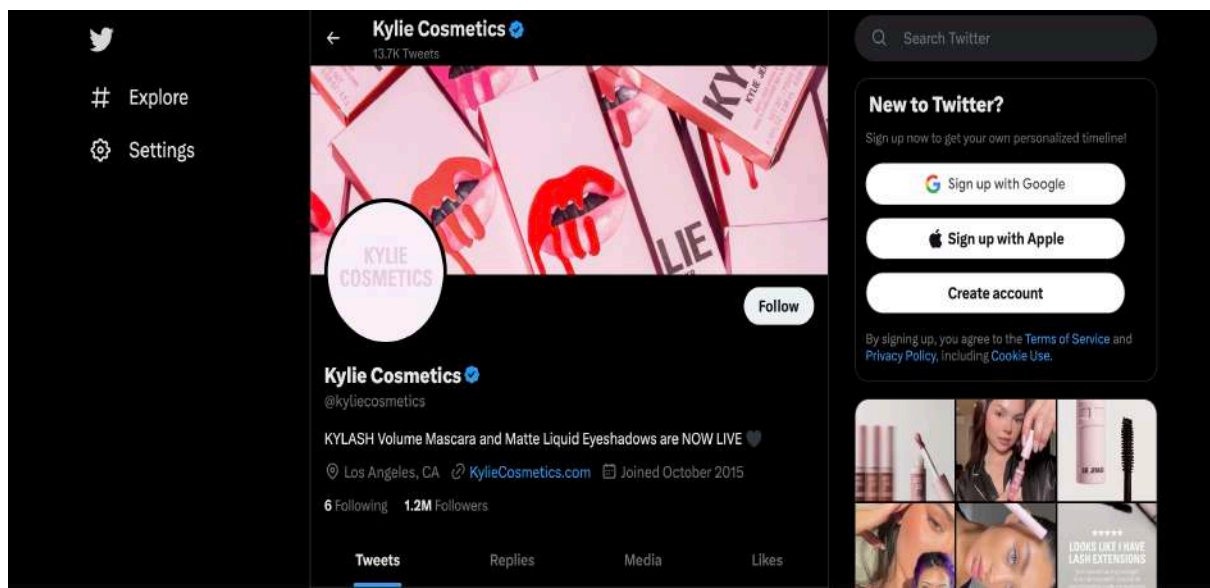 Explore
Settings
Kylie Cosmetics
13.7K Tweets
KYLIE
KYLIE
LIE
KYLIE
COSMETICS
Follow
Kylie Cosmetics
@kyliecosmetics
KYLASH Volume Mascara and Matte Liquid Eyeshadows are NOW LIVE 🖤
Los Angeles, CA KylieCosmetics.com Joined October 2015
6 Following 1.2M Followers
Tweets Replies Media Likes
Search Twitter
New to Twitter?
Sign up now to get your own personalized timeline!
Sign up with Google
Sign up with Apple
Create account
By signing up, you agree to the Terms of Service and
Privacy Policy, including Cookie Use.
LOOKS LIKE I HAVE
LASH EXTENSIONS